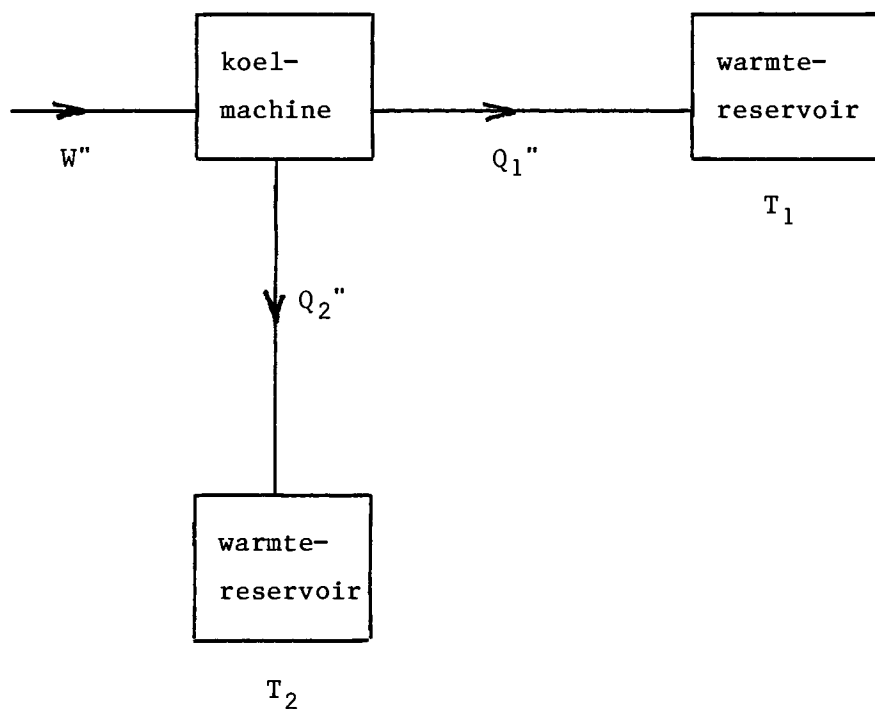 koel-
machine
warmte-
reservoir
W"
Q₁"
T₁
Q₂"
warmte-
reservoir
T₂